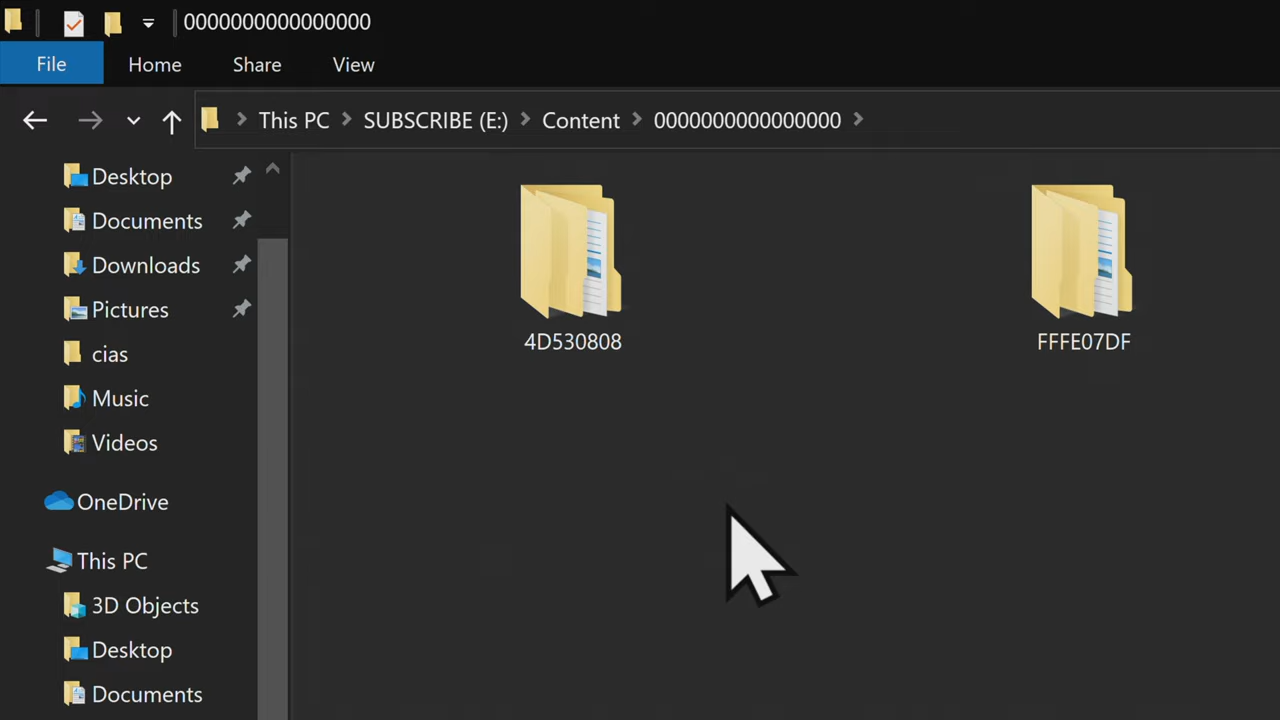 0000000000000000
File Home Share View
This PC SUBSCRIBE (E:) Content 0000000000000000
Desktop
Documents
Downloads
Pictures
cias
Music
Videos
OneDrive
This PC
3D Objects
Desktop
Documents
4D530808 FFFE07DF